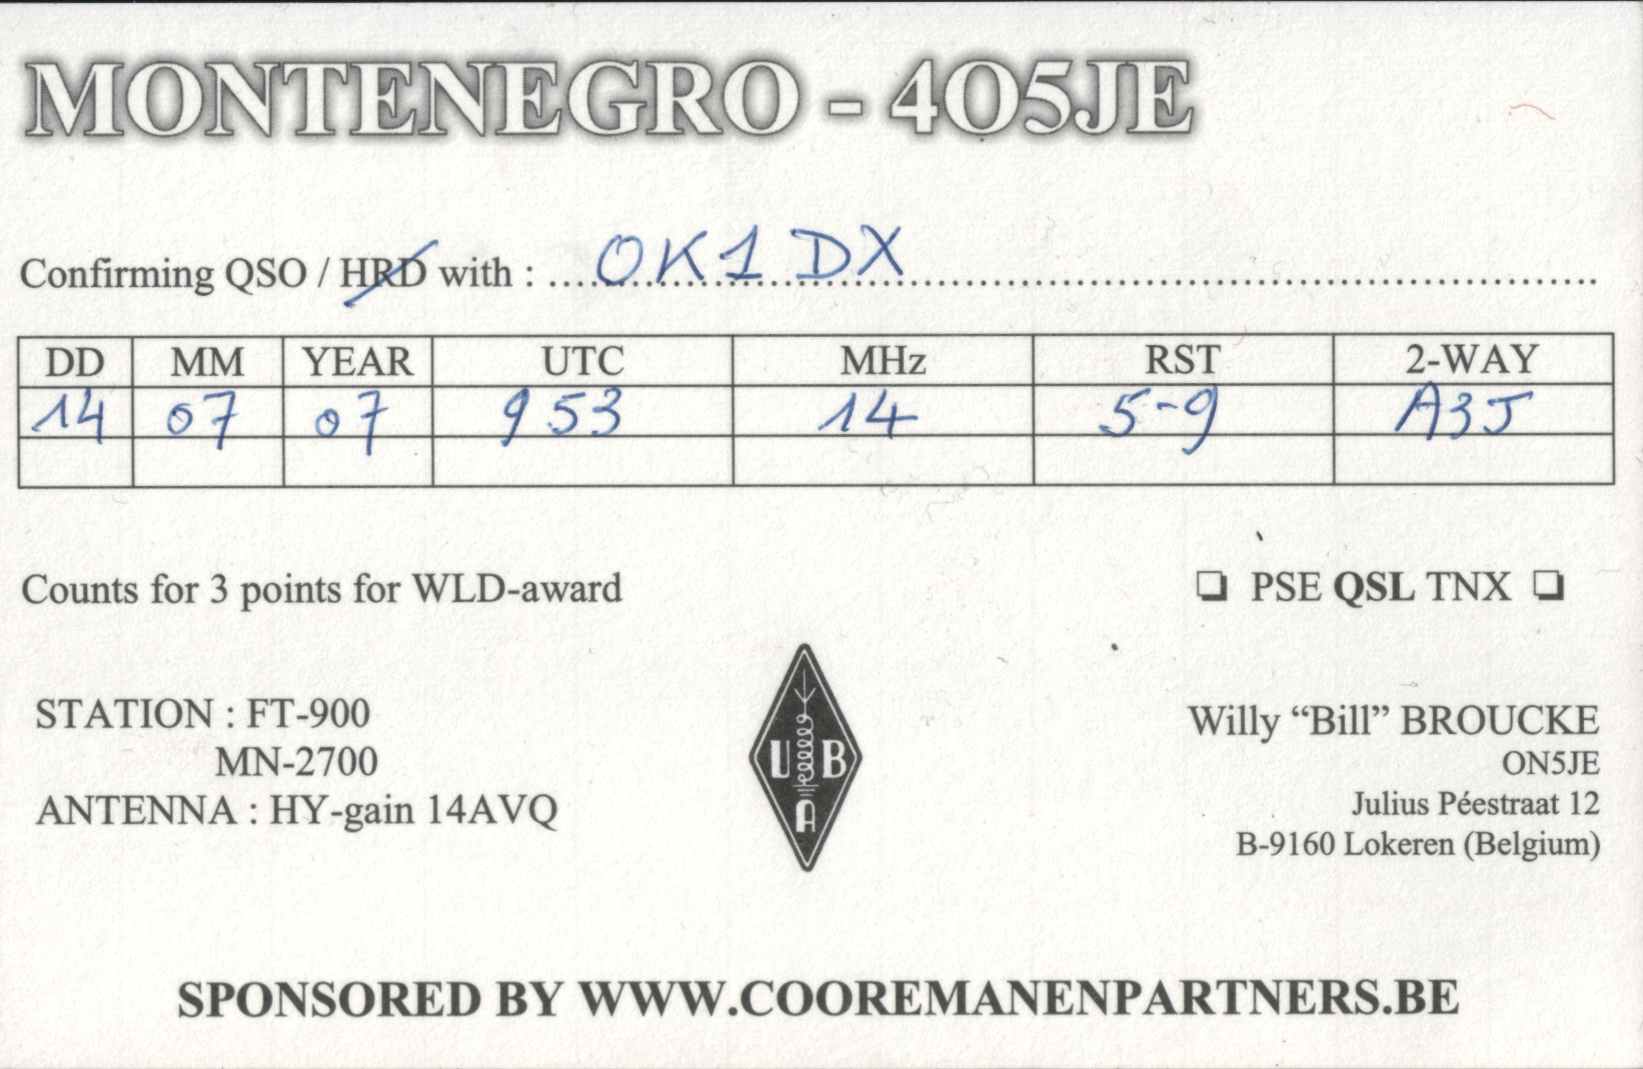 MONTENEGRO - 4O5JE
Confirming QSO / HRD with : OK1DX
DD MM YEAR UTC MHz RST 2-WAY
14 07 07 953 14 5-9 A3J
Counts for 3 points for WLD-award
❏ PSE QSL TNX ❏
STATION : FT-900
MN-2700
ANTENNA : HY-gain 14AVQ
U B
A
Willy “Bill” BROUCKE
ON5JE
Julius Péestraat 12
B-9160 Lokeren (Belgium)
SPONSORED BY WWW.COOREMANENPARTNERS.BE